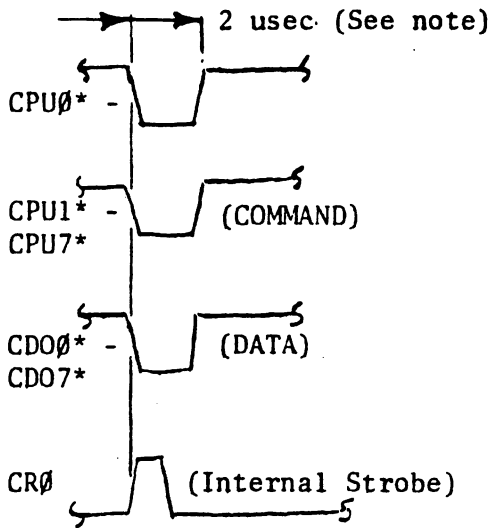 2 usec (See note)
CPUØ* -
CPU1* - (COMMAND)
CPU7*
CDOØ* - (DATA)
CDO7*
CRØ (Internal Strobe)